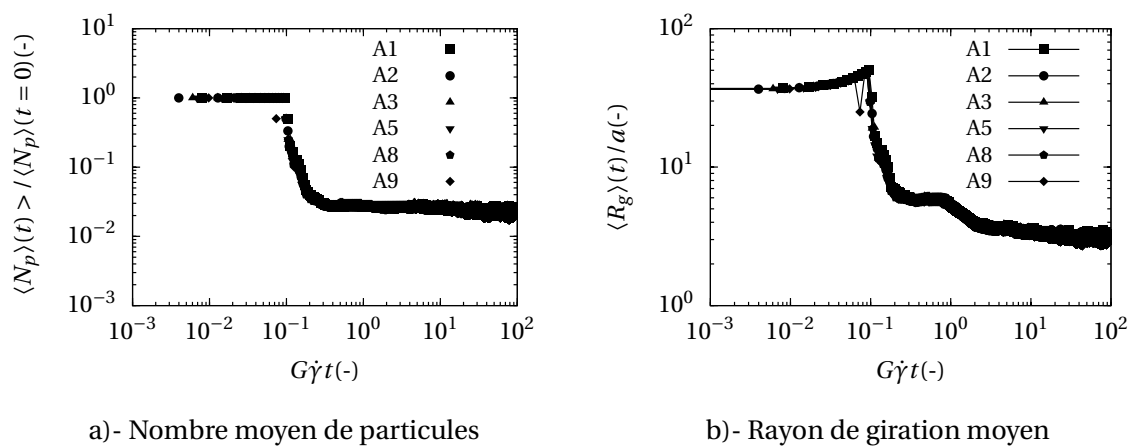 10^1
10^0
10^{-1}
10^{-2}
10^{-3}
⟨N_p⟩(t) > / ⟨N_p⟩(t = 0)(-)
A1
A2
A3
A5
A8
A9
10^{-3} 10^{-2} 10^{-1} 10^0 10^1 10^2
Gγ̇t(-)
a)- Nombre moyen de particules
10^2
10^1
10^0
⟨R_g⟩(t)/a(-)
A1
A2
A3
A5
A8
A9
10^{-3} 10^{-2} 10^{-1} 10^0 10^1 10^2
Gγ̇t(-)
b)- Rayon de giration moyen